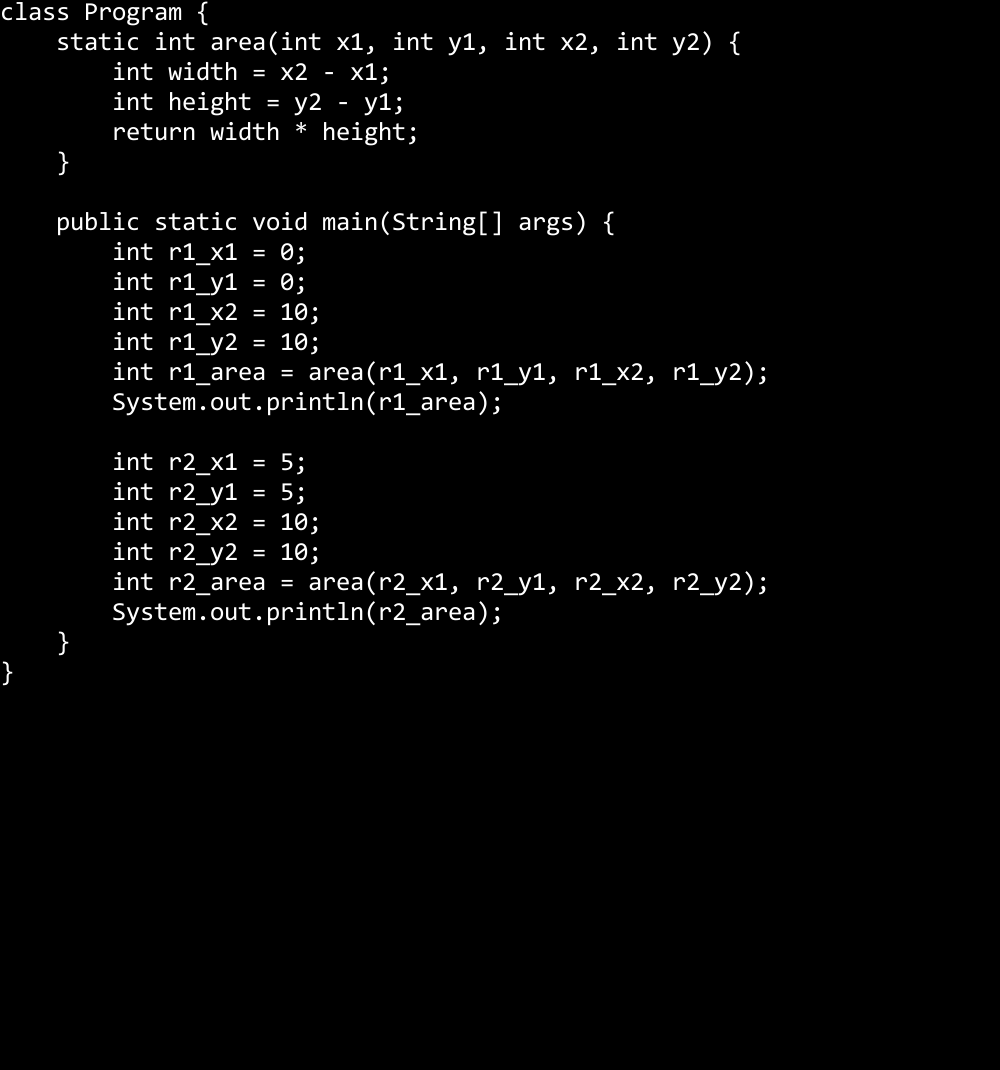 class Program {
    static int area(int x1, int y1, int x2, int y2) {
        int width = x2 - x1;
        int height = y2 - y1;
        return width * height;
    }

    public static void main(String[] args) {
        int r1_x1 = 0;
        int r1_y1 = 0;
        int r1_x2 = 10;
        int r1_y2 = 10;
        int r1_area = area(r1_x1, r1_y1, r1_x2, r1_y2);
        System.out.println(r1_area);

        int r2_x1 = 5;
        int r2_y1 = 5;
        int r2_x2 = 10;
        int r2_y2 = 10;
        int r2_area = area(r2_x1, r2_y1, r2_x2, r2_y2);
        System.out.println(r2_area);
    }
}